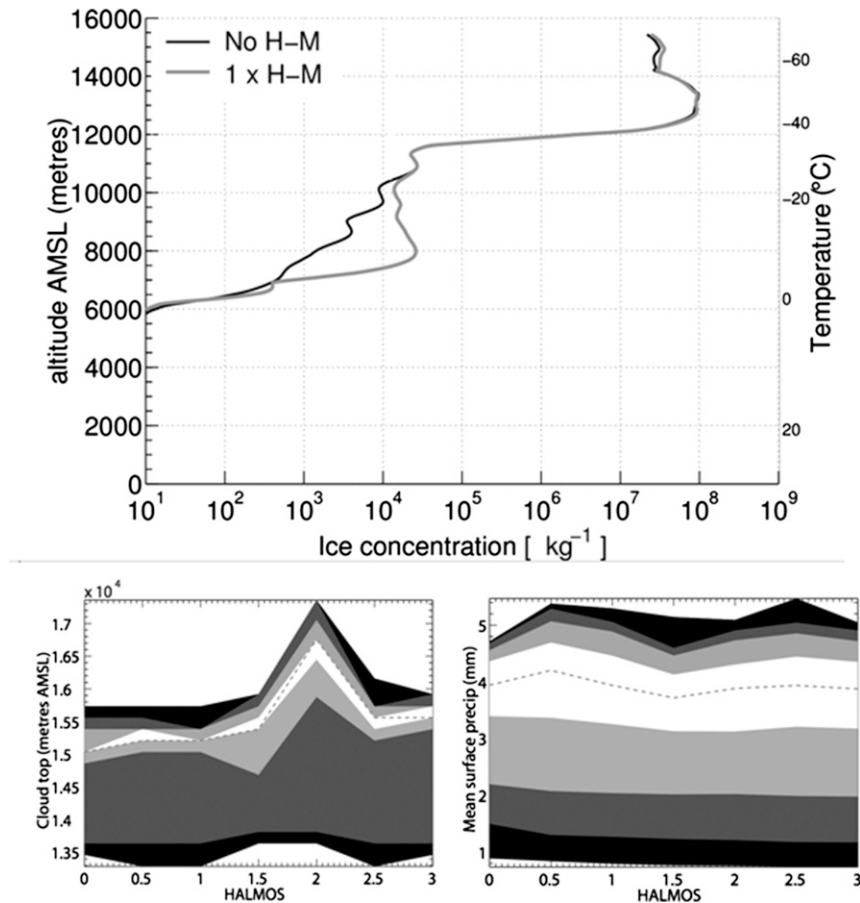 16000
14000
12000
10000
8000
6000
4000
2000
0
altitude AMSL (metres)
No H-M
1 x H-M
-60
-40
-20
0
20
Temperature (ºC)
10^1 10^2 10^3 10^4 10^5 10^6 10^7 10^8 10^9
Ice concentration [ kg^-1 ]
x 10^4
1.7
1.65
1.6
1.55
1.5
1.45
1.4
1.35
Cloud top (metres AMSL)
0 0.5 1 1.5 2 2.5 3
HALMOS
5
4
3
2
1
Mean surface precip (mm)
0 0.5 1 1.5 2 2.5 3
HALMOS